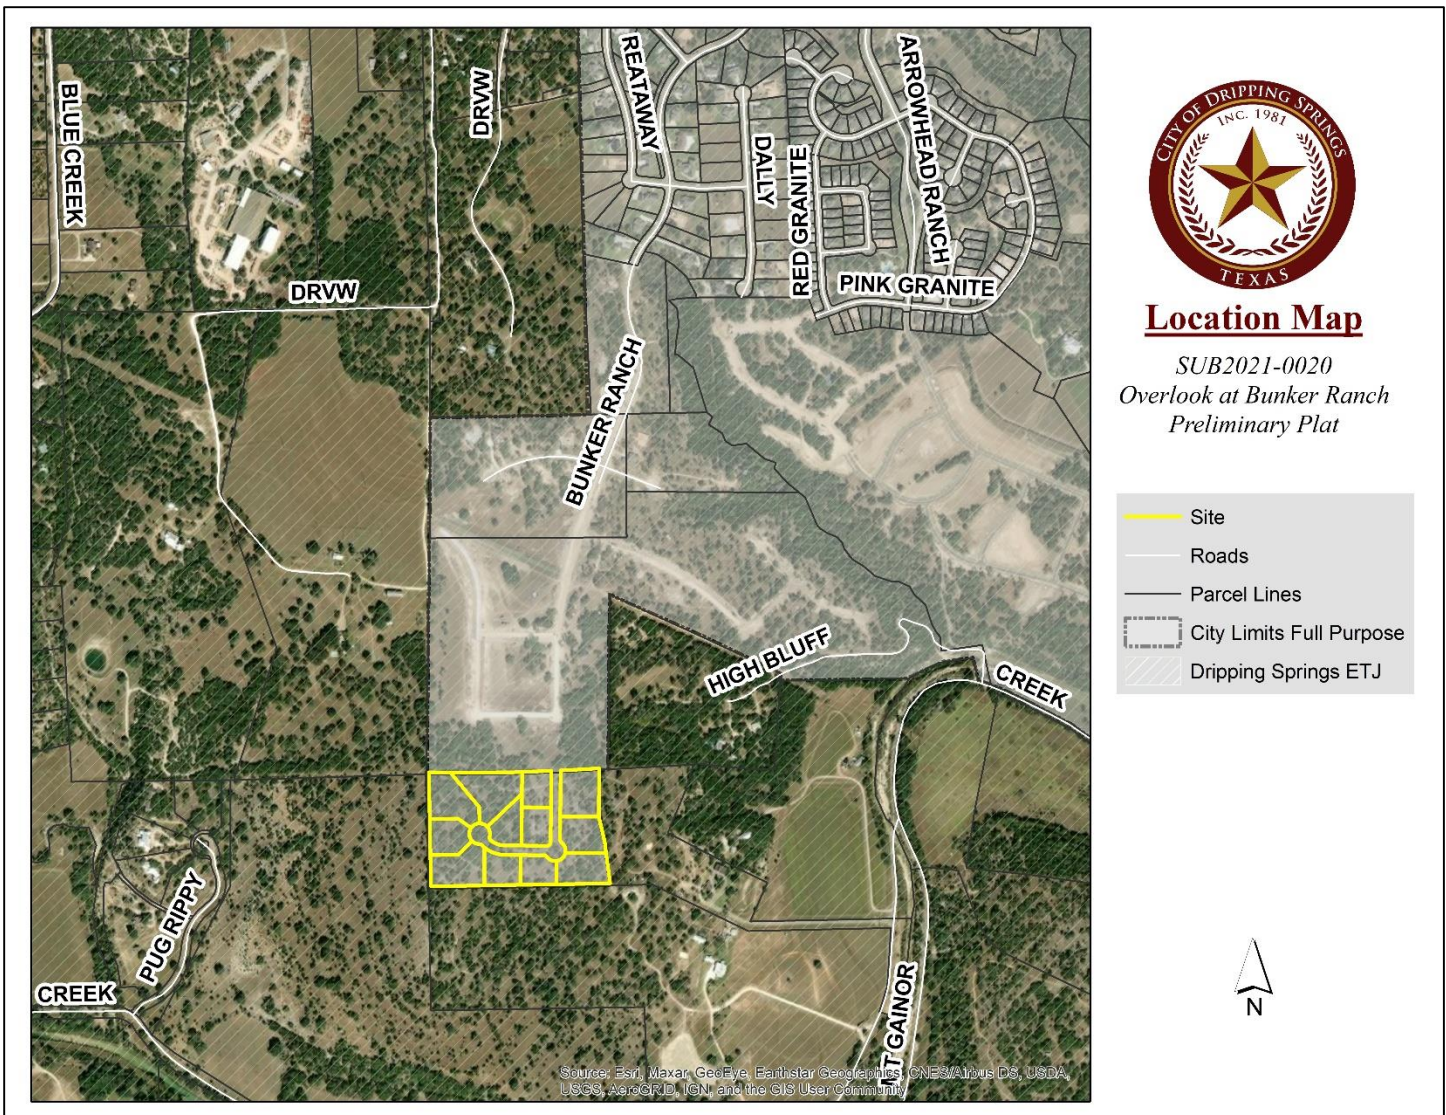 BLUE CREEK
DRVW
REATAWAY
DALLY
RED GRANITE
ARROWHEAD RANCH
PINK GRANITE
DRVW
BUNKER RANCH
HIGH BLUFF
CREEK
PUG RIPPY
CREEK
MT GAINOR
Source: Esri, Maxar, GeoEye, Earthstar Geographics, CNES/Airbus DS, USDA,
USGS, AeroGRID, IGN, and the GIS User Community
CITY OF DRIPPING SPRINGS
INC. 1981
TEXAS
Location Map
SUB2021-0020
Overlook at Bunker Ranch
Preliminary Plat
Site
Roads
Parcel Lines
City Limits Full Purpose
Dripping Springs ETJ
N